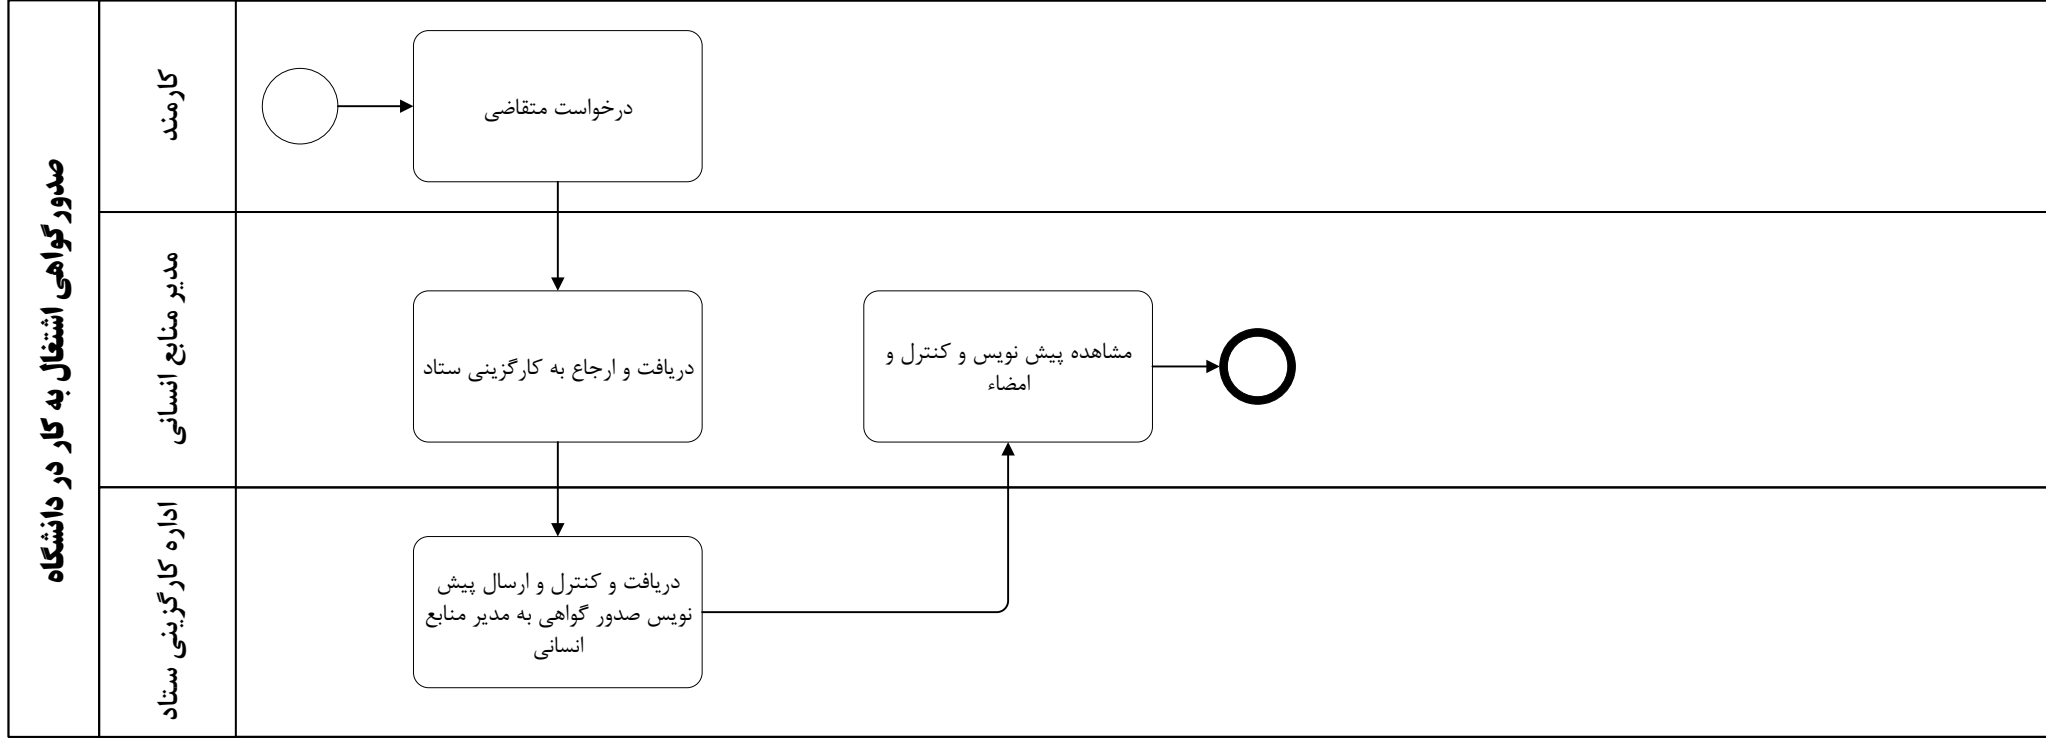 صدور گواهی اشتغال به کار در دانشگاه
کارمند
درخواست متقاضی
مدیر منابع انسانی
دریافت و ارجاع به کارگزینی ستاد
مشاهده پیش نویس و کنترل و
امضاء
اداره کارگزینی ستاد
دریافت و کنترل و ارسال پیش
نویس صدور گواهی به مدیر منابع
انسانی